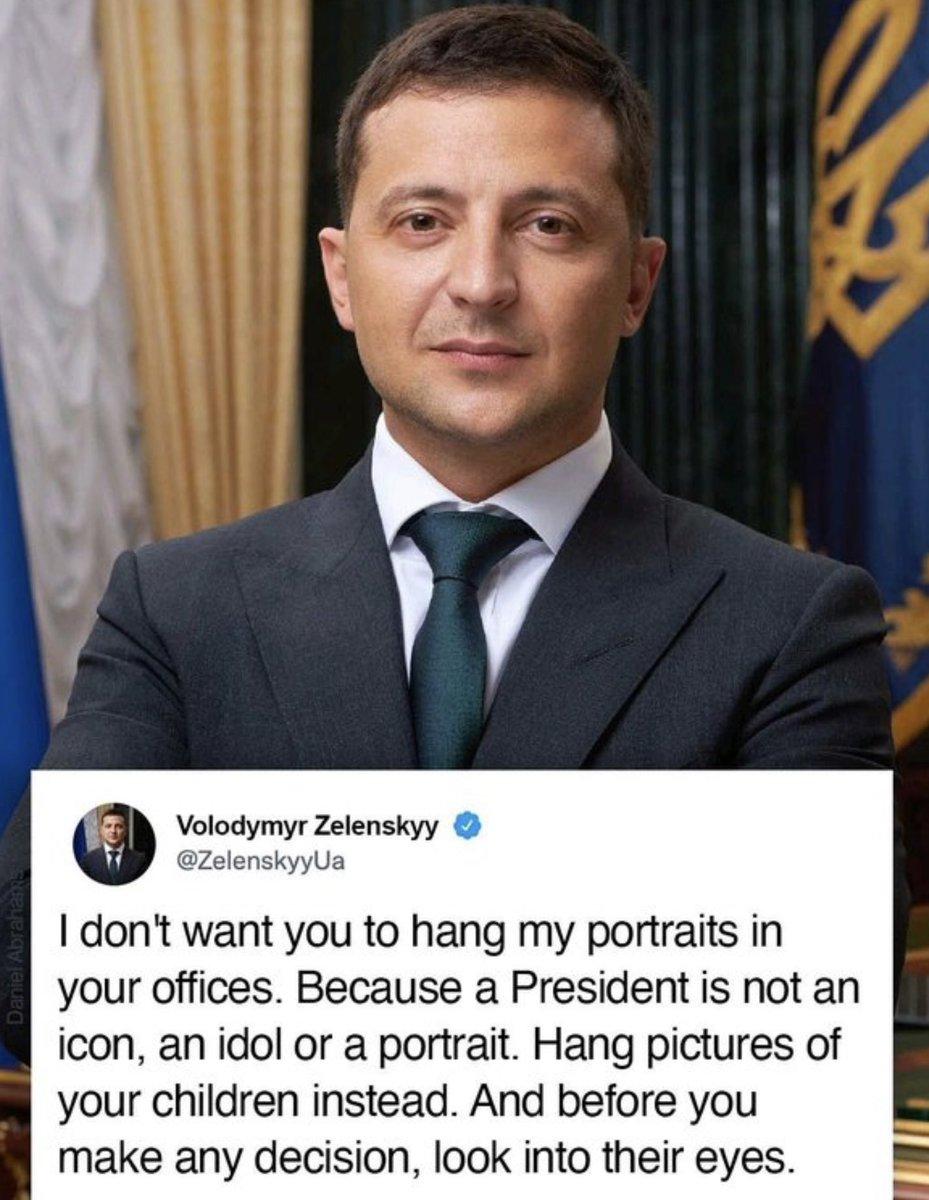 Volodymyr Zelenskyy
@ZelenskyyUa
I don't want you to hang my portraits in
your offices. Because a President is not an
icon, an idol or a portrait. Hang pictures of
your children instead. And before you
make any decision, look into their eyes.
Daniel Abrahams